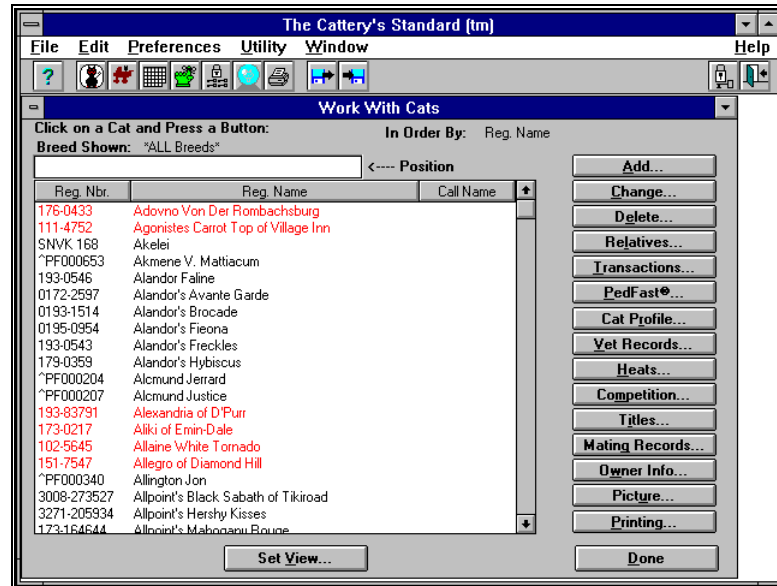 The Cattery's Standard (tm)
File Edit Preferences Utility Window Help
?
Work With Cats
Click on a Cat and Press a Button:
In Order By: Reg. Name
Breed Shown: *ALL Breeds*
<---- Position
Reg. Nbr. Reg. Name Call Name
176-0433 Adovno Von Der Rombachsburg
111-4752 Agonistes Carrot Top of Village Inn
SNVK 168 Akelei
^PF000653 Akmene V. Mattiacum
193-0546 Alandor Faline
0172-2597 Alandor's Avante Garde
0193-1514 Alandor's Brocade
0195-0954 Alandor's Fieona
193-0543 Alandor's Freckles
179-0359 Alandor's Hybiscus
^PF000204 Alcmund Jerrard
^PF000207 Alcmund Justice
193-83791 Alexandria of D'Purr
173-0217 Aliki of Emin-Dale
102-5645 Allaine White Tornado
151-7547 Allegro of Diamond Hill
^PF000340 Allington Jon
3008-273527 Allpoint's Black Sabath of Tikiroad
3271-205934 Allpoint's Hershy Kisses
173-164644 Allpoint's Mahogany Rouge
Add...
Change...
Delete...
Relatives...
Transactions...
PedFast®...
Cat Profile...
Vet Records...
Heats...
Competition...
Titles...
Mating Records...
Owner Info...
Picture...
Printing...
Set View...
Done